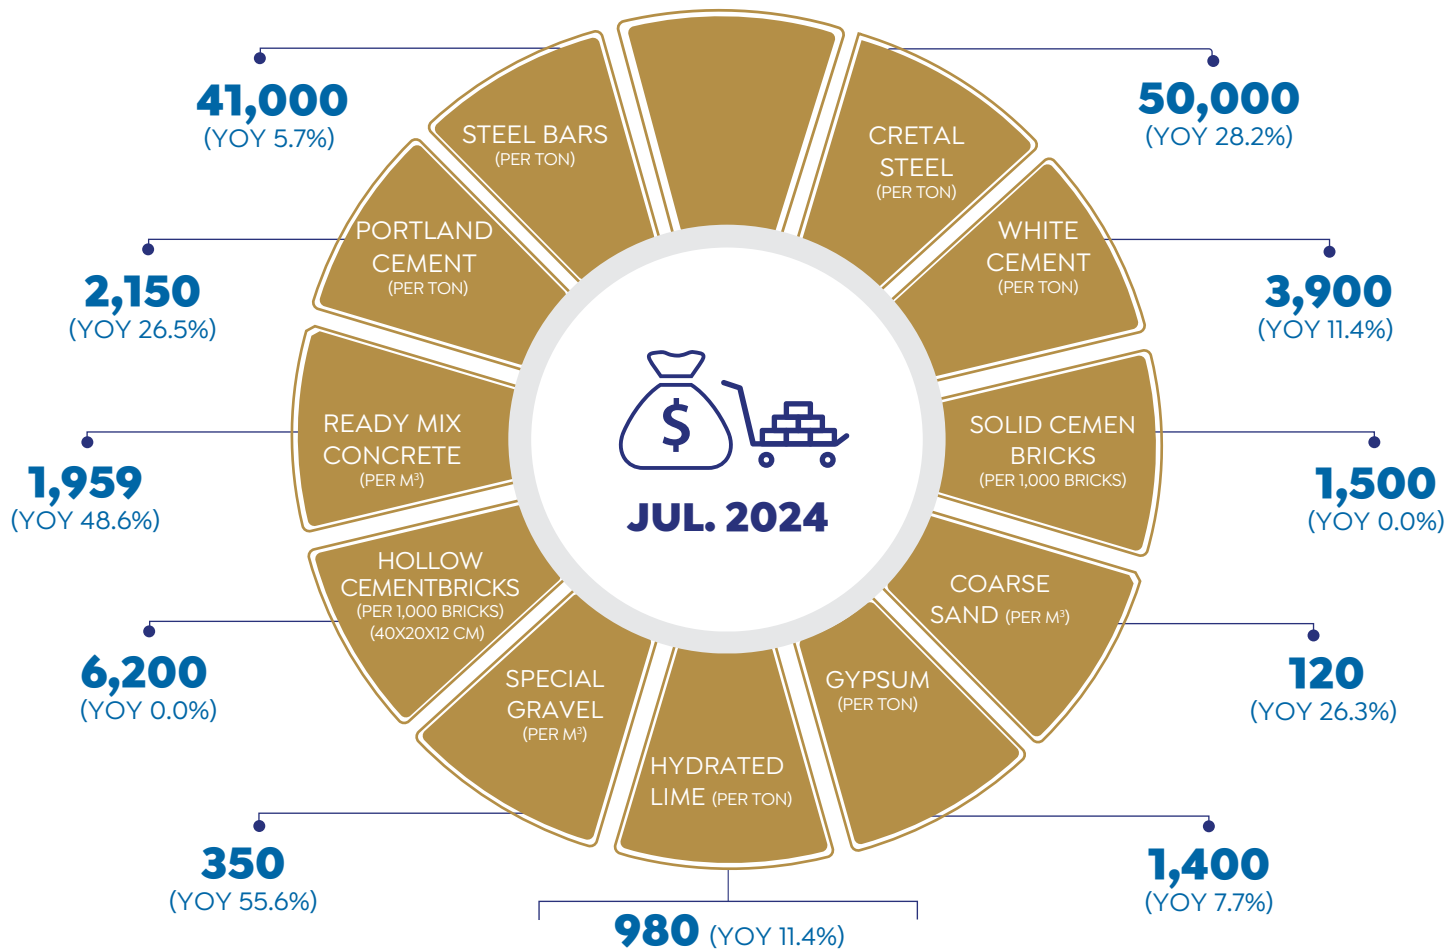 41,000
(YOY 5.7%)
STEEL BARS
(PER TON)
CRETAL
STEEL
(PER TON)
50,000
(YOY 28.2%)
PORTLAND
CEMENT
(PER TON)
2,150
(YOY 26.5%)
WHITE
CEMENT
(PER TON)
3,900
(YOY 11.4%)
READY MIX
CONCRETE
(PER M³)
1,959
(YOY 48.6%)
$
JUL. 2024
SOLID CEMEN
BRICKS
(PER 1,000 BRICKS)
1,500
(YOY 0.0%)
HOLLOW
CEMENTBRICKS
(PER 1,000 BRICKS)
(40X20X12 CM)
6,200
(YOY 0.0%)
COARSE
SAND (PER M³)
120
(YOY 26.3%)
SPECIAL
GRAVEL
(PER M³)
350
(YOY 55.6%)
HYDRATED
LIME (PER TON)
980 (YOY 11.4%)
GYPSUM
(PER TON)
1,400
(YOY 7.7%)